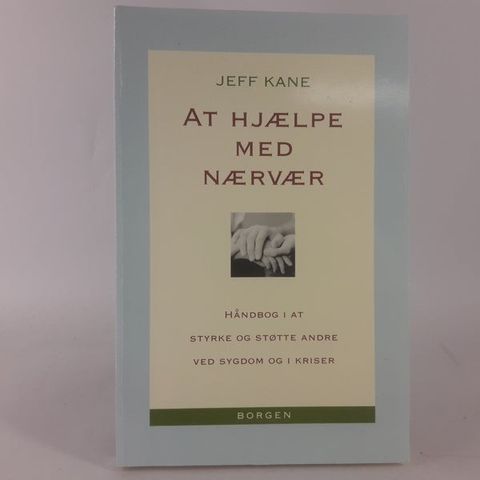 JEFF KANE
AT HJÆLPE
MED
NÆRVÆR
HÅNDBOG I AT
STYRKE OG STØTTE ANDRE
VED SYGDOM OG I KRISER
BORGEN